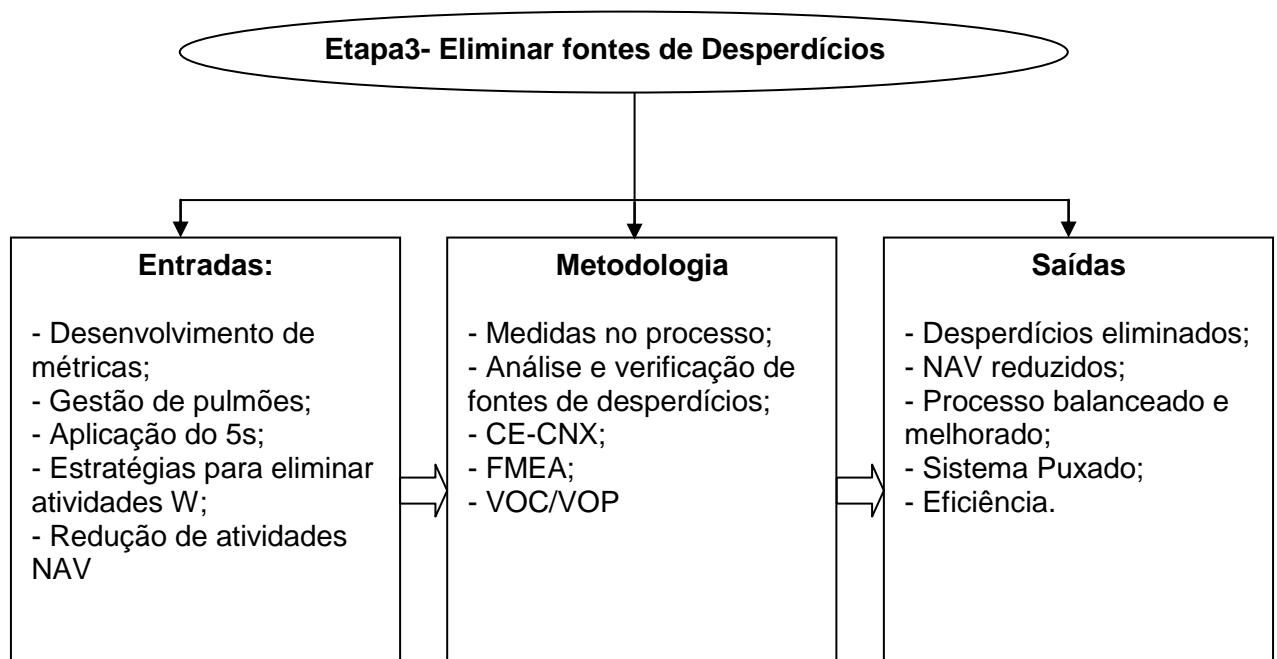 Etapa3- Eliminar fontes de Desperdícios
Entradas:
- Desenvolvimento de
métricas;
- Gestão de pulmões;
- Aplicação do 5s;
- Estratégias para eliminar
atividades W;
- Redução de atividades
NAV
Metodologia
- Medidas no processo;
- Análise e verificação de
fontes de desperdícios;
- CE-CNX;
- FMEA;
- VOC/VOP
Saídas
- Desperdícios eliminados;
- NAV reduzidos;
- Processo balanceado e
melhorado;
- Sistema Puxado;
- Eficiência.